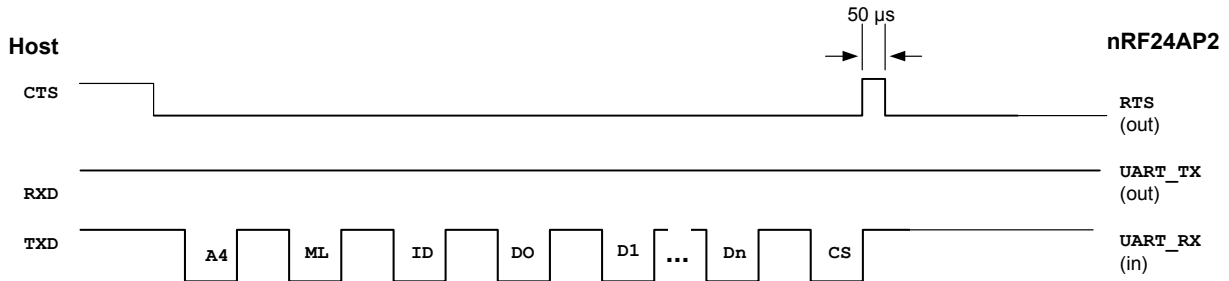 50 µs
Host
nRF24AP2
CTS
RTS
(out)
UART_TX
(out)
RXD
TXD
A4 ML ID DO D1 ... Dn CS
UART_RX
(in)